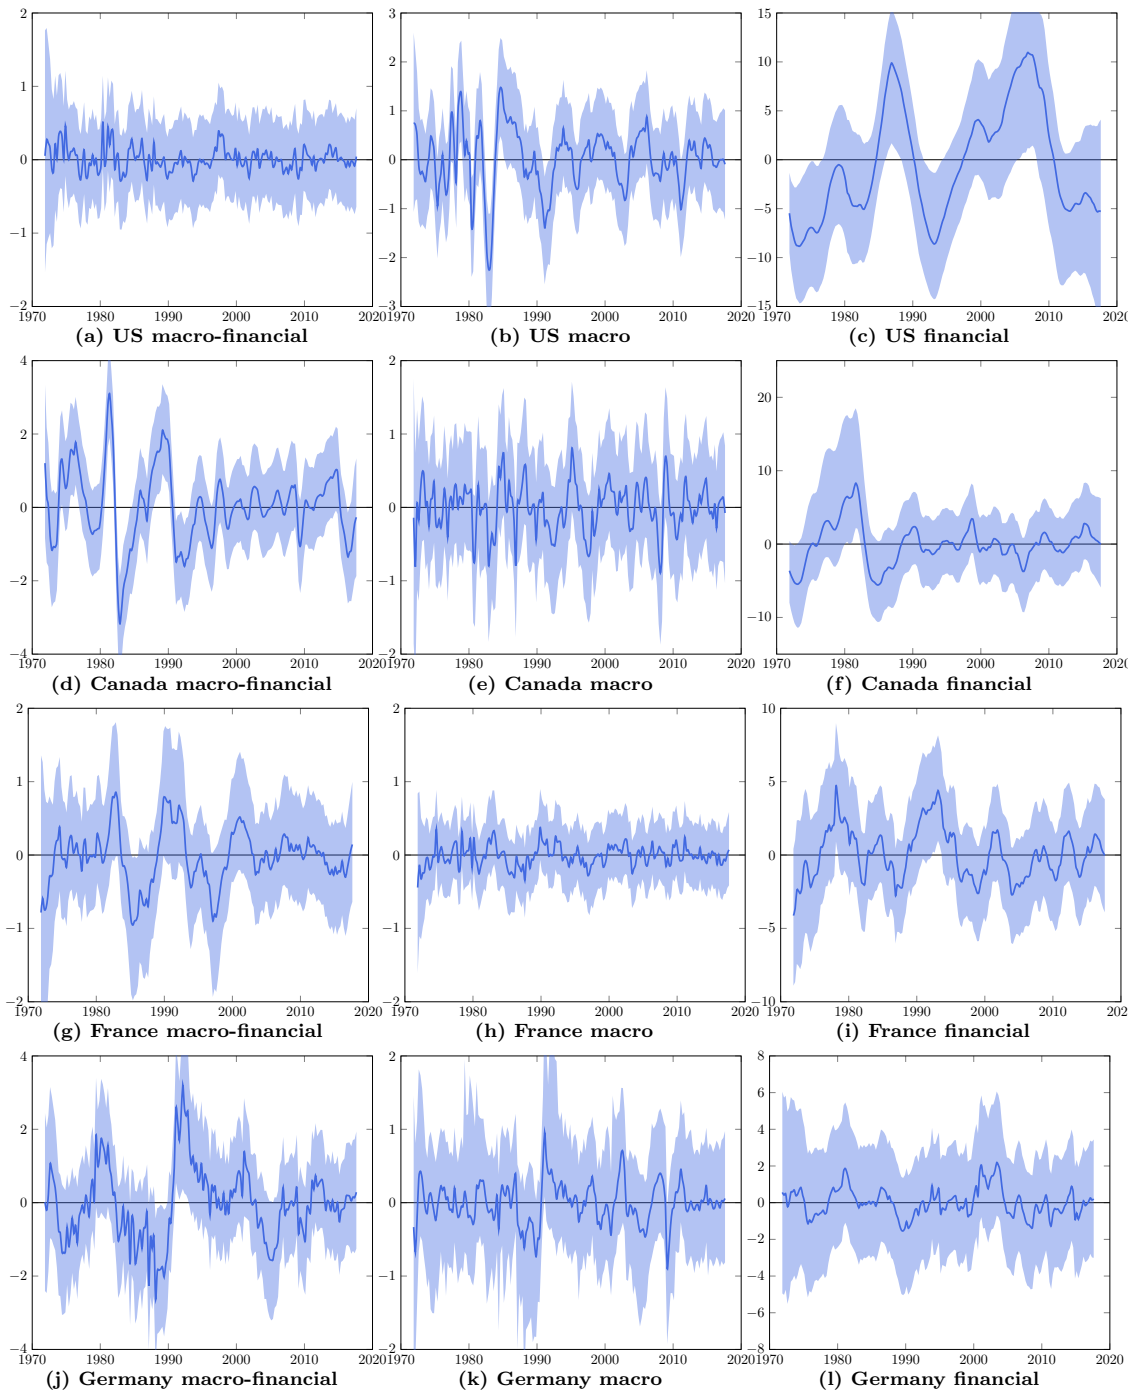 2
1
0
−1
−2
1970 1980 1990 2000 2010 2020
(a) US macro-financial
3
2
1
0
−1
−2
−3
1970 1980 1990 2000 2010 2020
(b) US macro
15
10
5
0
−5
−10
−15
1970 1980 1990 2000 2010 2020
(c) US financial
4
2
0
−2
−4
1970 1980 1990 2000 2010 2020
(d) Canada macro-financial
2
1
0
−1
−2
1970 1980 1990 2000 2010 2020
(e) Canada macro
20
10
0
−10
1970 1980 1990 2000 2010 2020
(f) Canada financial
2
1
0
−1
−2
1970 1980 1990 2000 2010 2020
(g) France macro-financial
2
1
0
−1
−2
1970 1980 1990 2000 2010 2020
(h) France macro
10
5
0
−5
−10
1970 1980 1990 2000 2010 202
(i) France financial
4
2
0
−2
−4
1970 1980 1990 2000 2010 2020
(j) Germany macro-financial
2
1
0
−1
−2
1970 1980 1990 2000 2010 2020
(k) Germany macro
8
6
4
2
0
−2
−4
−6
−8
1970 1980 1990 2000 2010 2020
(l) Germany financial